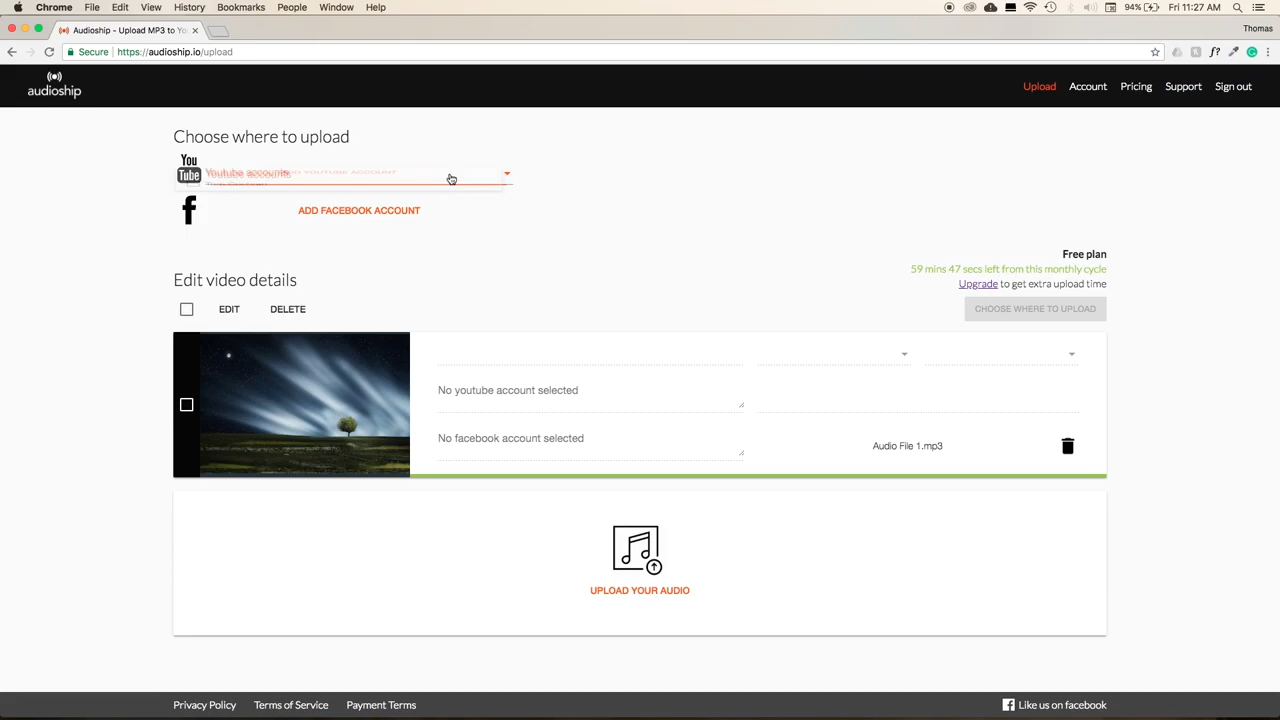 Chrome File Edit View History Bookmarks People Window Help 94% Fri 11:27 AM
Audioship - Upload MP3 to Yo Thomas
Secure https://audioship.io/upload
audioship Upload Account Pricing Support Sign out
Choose where to upload
You
Tube Youtube accounts YOUTUBE ACCOUNT
ADD FACEBOOK ACCOUNT
Free plan
59 mins 47 secs left from this monthly cycle
Upgrade to get extra upload time
Edit video details
EDIT DELETE CHOOSE WHERE TO UPLOAD
No youtube account selected
No facebook account selected
Audio File 1.mp3
UPLOAD YOUR AUDIO
Privacy Policy Terms of Service Payment Terms Like us on facebook